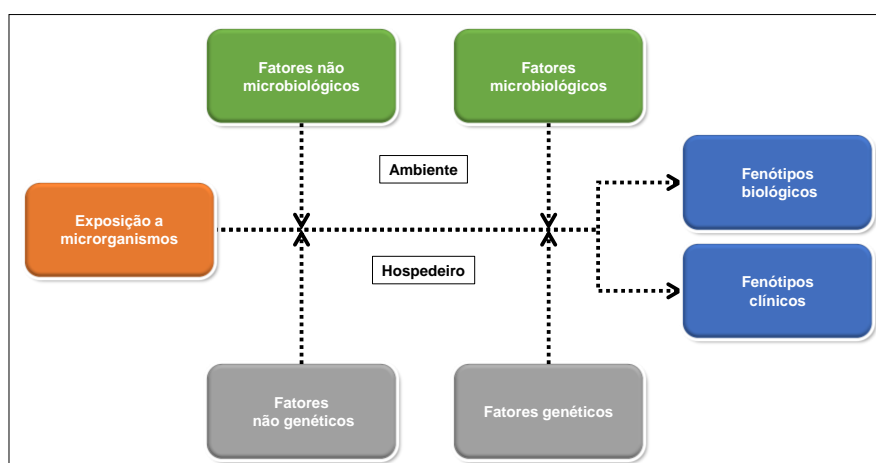 Fatores não
microbiológicos
Fatores
microbiológicos
Ambiente
Fenótipos
biológicos
Exposição a
microrganismos
Hospedeiro
Fenótipos
clínicos
Fatores
não genéticos
Fatores genéticos